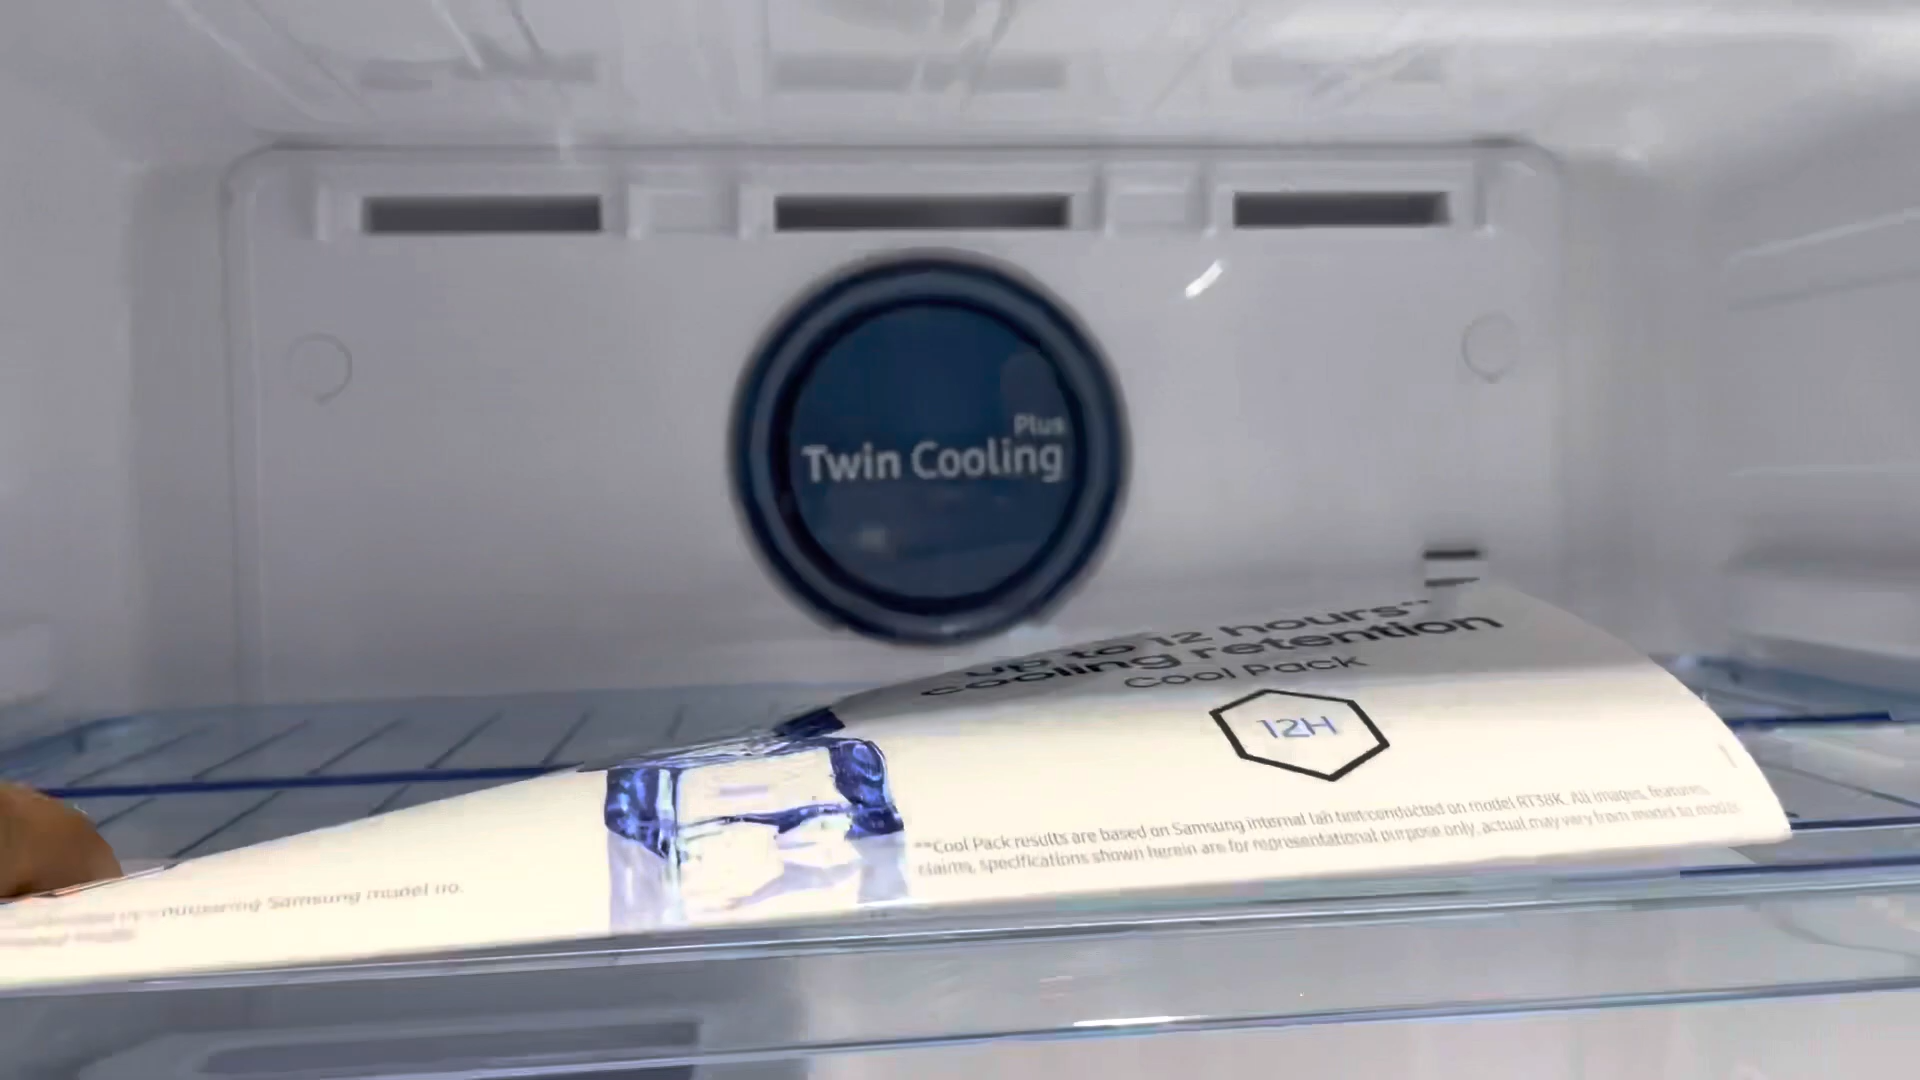 Plus
Twin Cooling
up to 12 hours**
cooling retention
Cool Pack
12H
**Cool Pack results are based on Samsung internal lab test conducted on model RT38K. All images, features,
claims, specifications shown herein are for representational purpose only, actual may vary from model to model
Samsung model no.